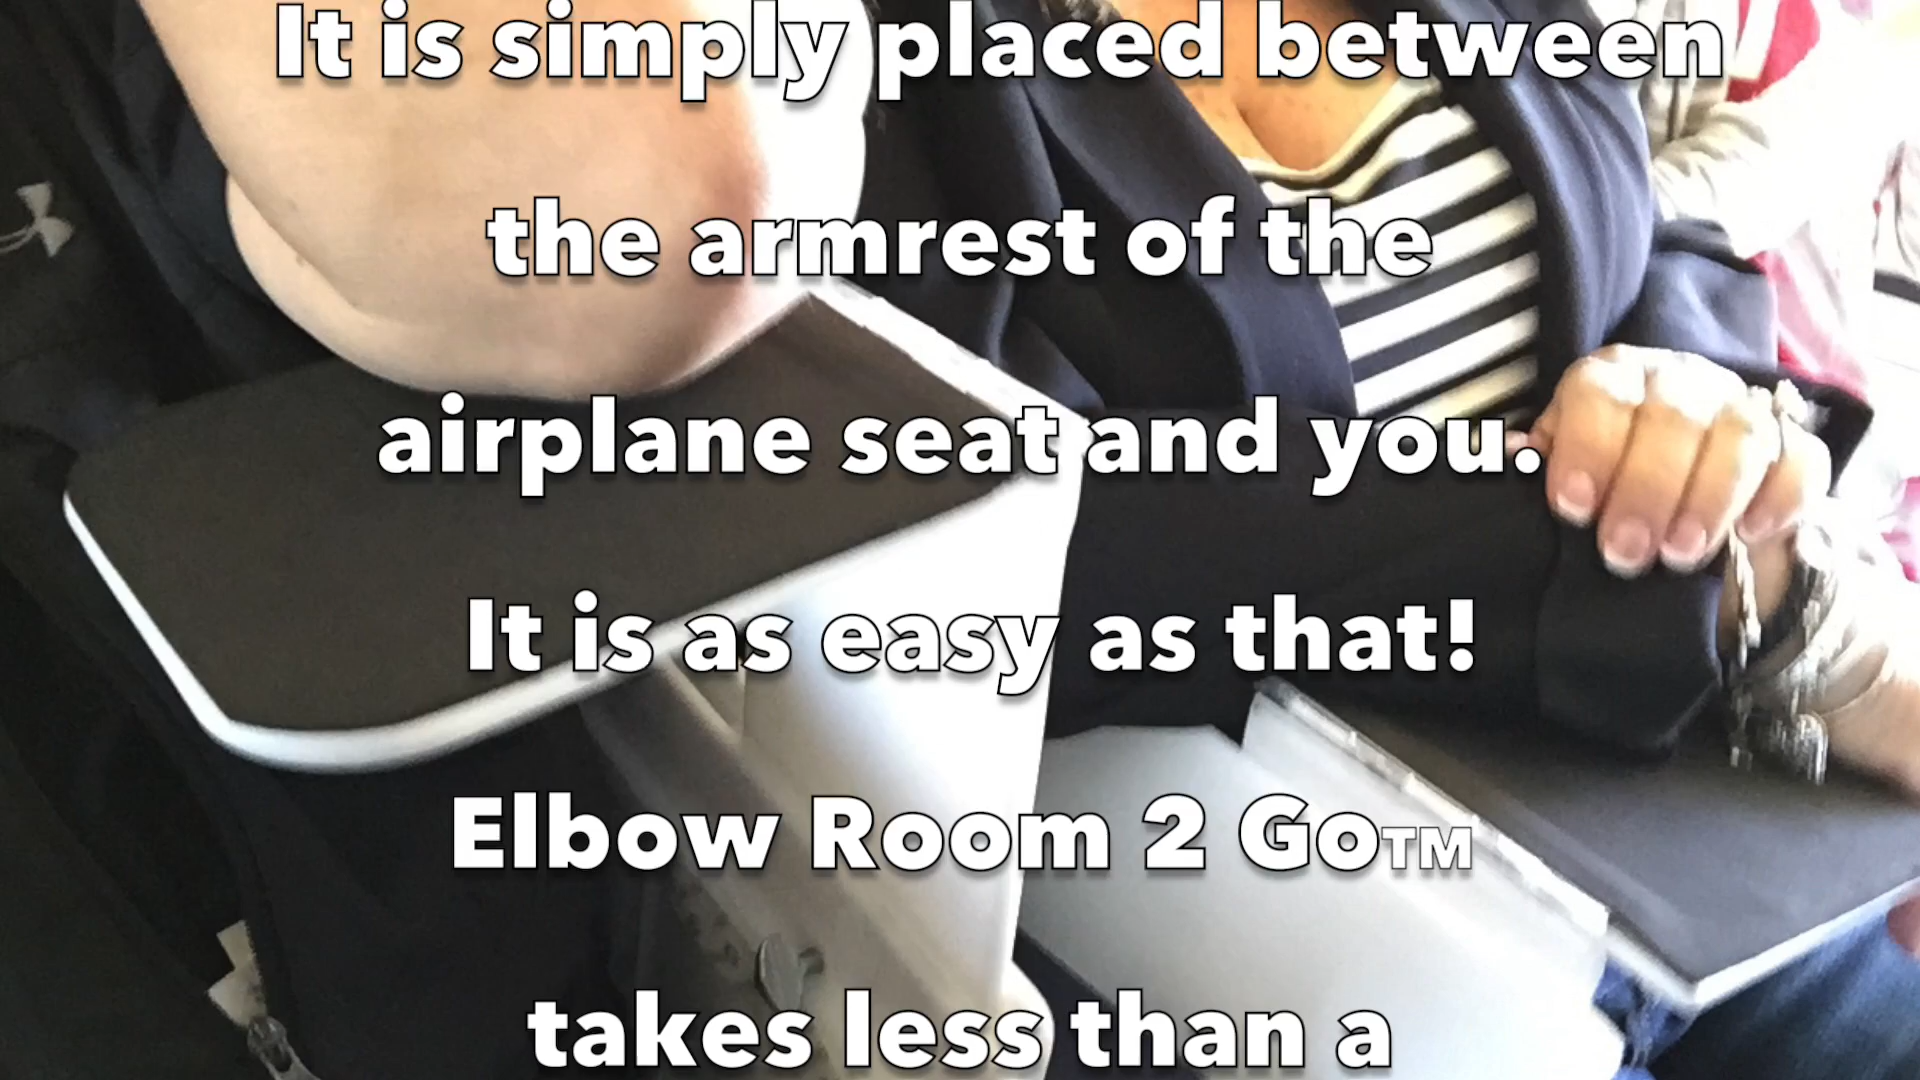 It is simply placed between
the armrest of the
airplane seat and you.
It is as easy as that!
Elbow Room 2 Go™
takes less than a